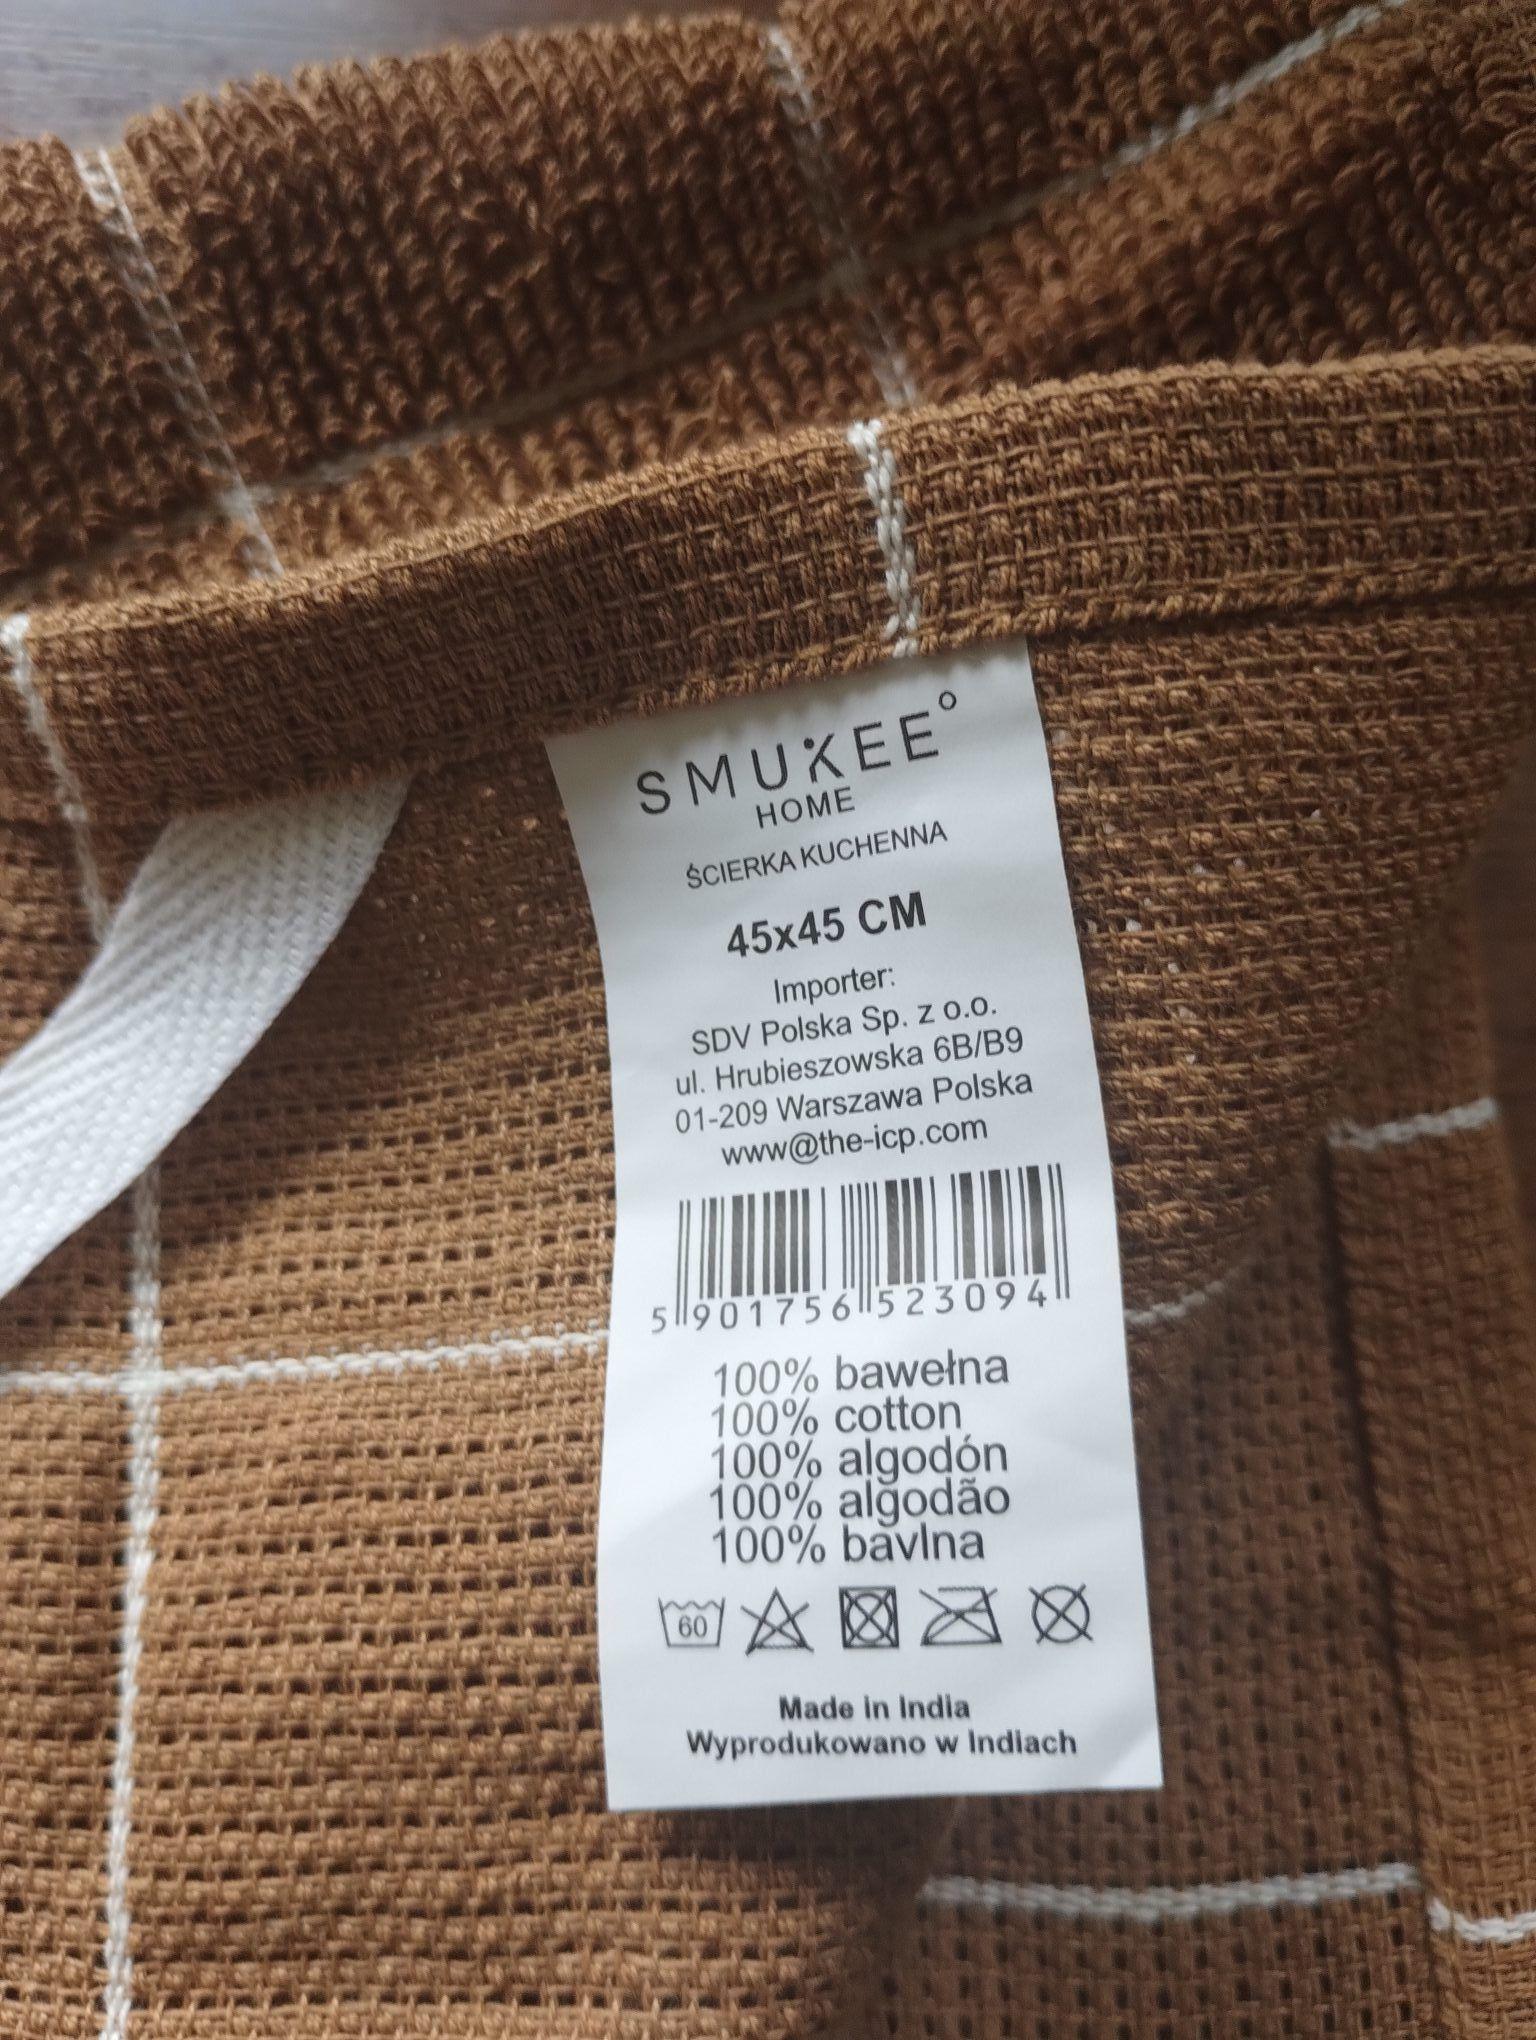 SMUKEE°
HOME
ŚCIERKA KUCHENNA
45x45 CM
Importer:
SDV Polska Sp. z o.o.
ul. Hrubieszowska 6B/B9
01-209 Warszawa Polska
www@the-icp.com
5 901756 523094
100% bawełna
100% cotton
100% algodón
100% algodão
100% bavlna
60
Made in India
Wyprodukowano w Indiach